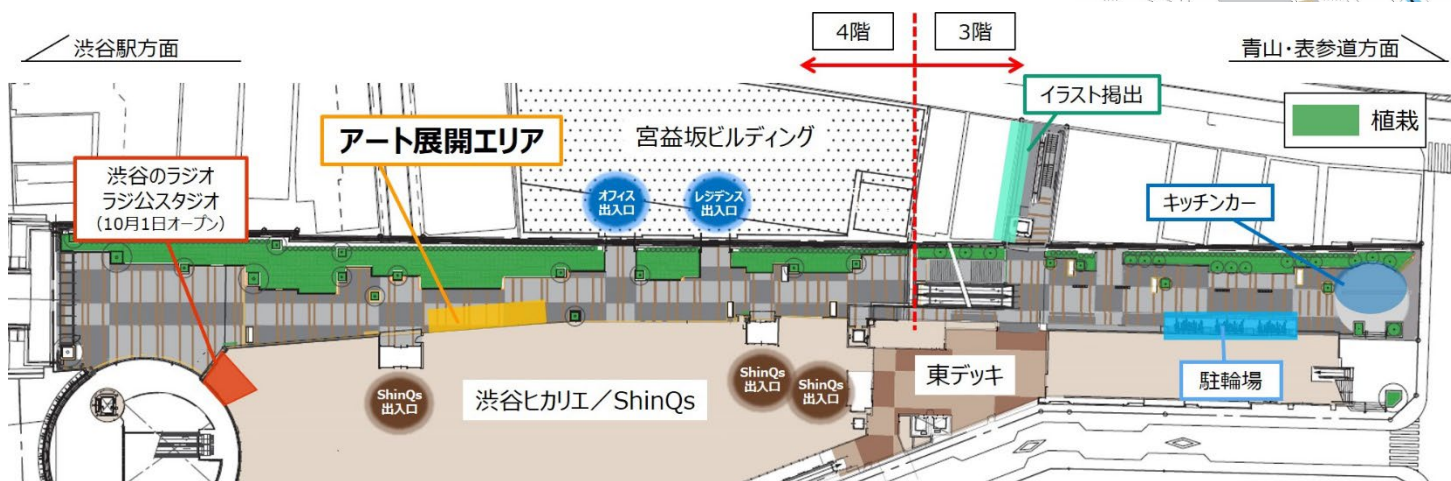 渋谷駅方面
4階
3階
青山・表参道方面
イラスト掲出
植栽
アート展開エリア
宮益坂ビルディング
渋谷のラジオ
ラジ公スタジオ
（10月1日オープン）
オフィス
出入口
レジデンス
出入口
キッチンカー
ShinQs
出入口
渋谷ヒカリエ／ShinQs
ShinQs
出入口
ShinQs
出入口
東デッキ
駐輪場